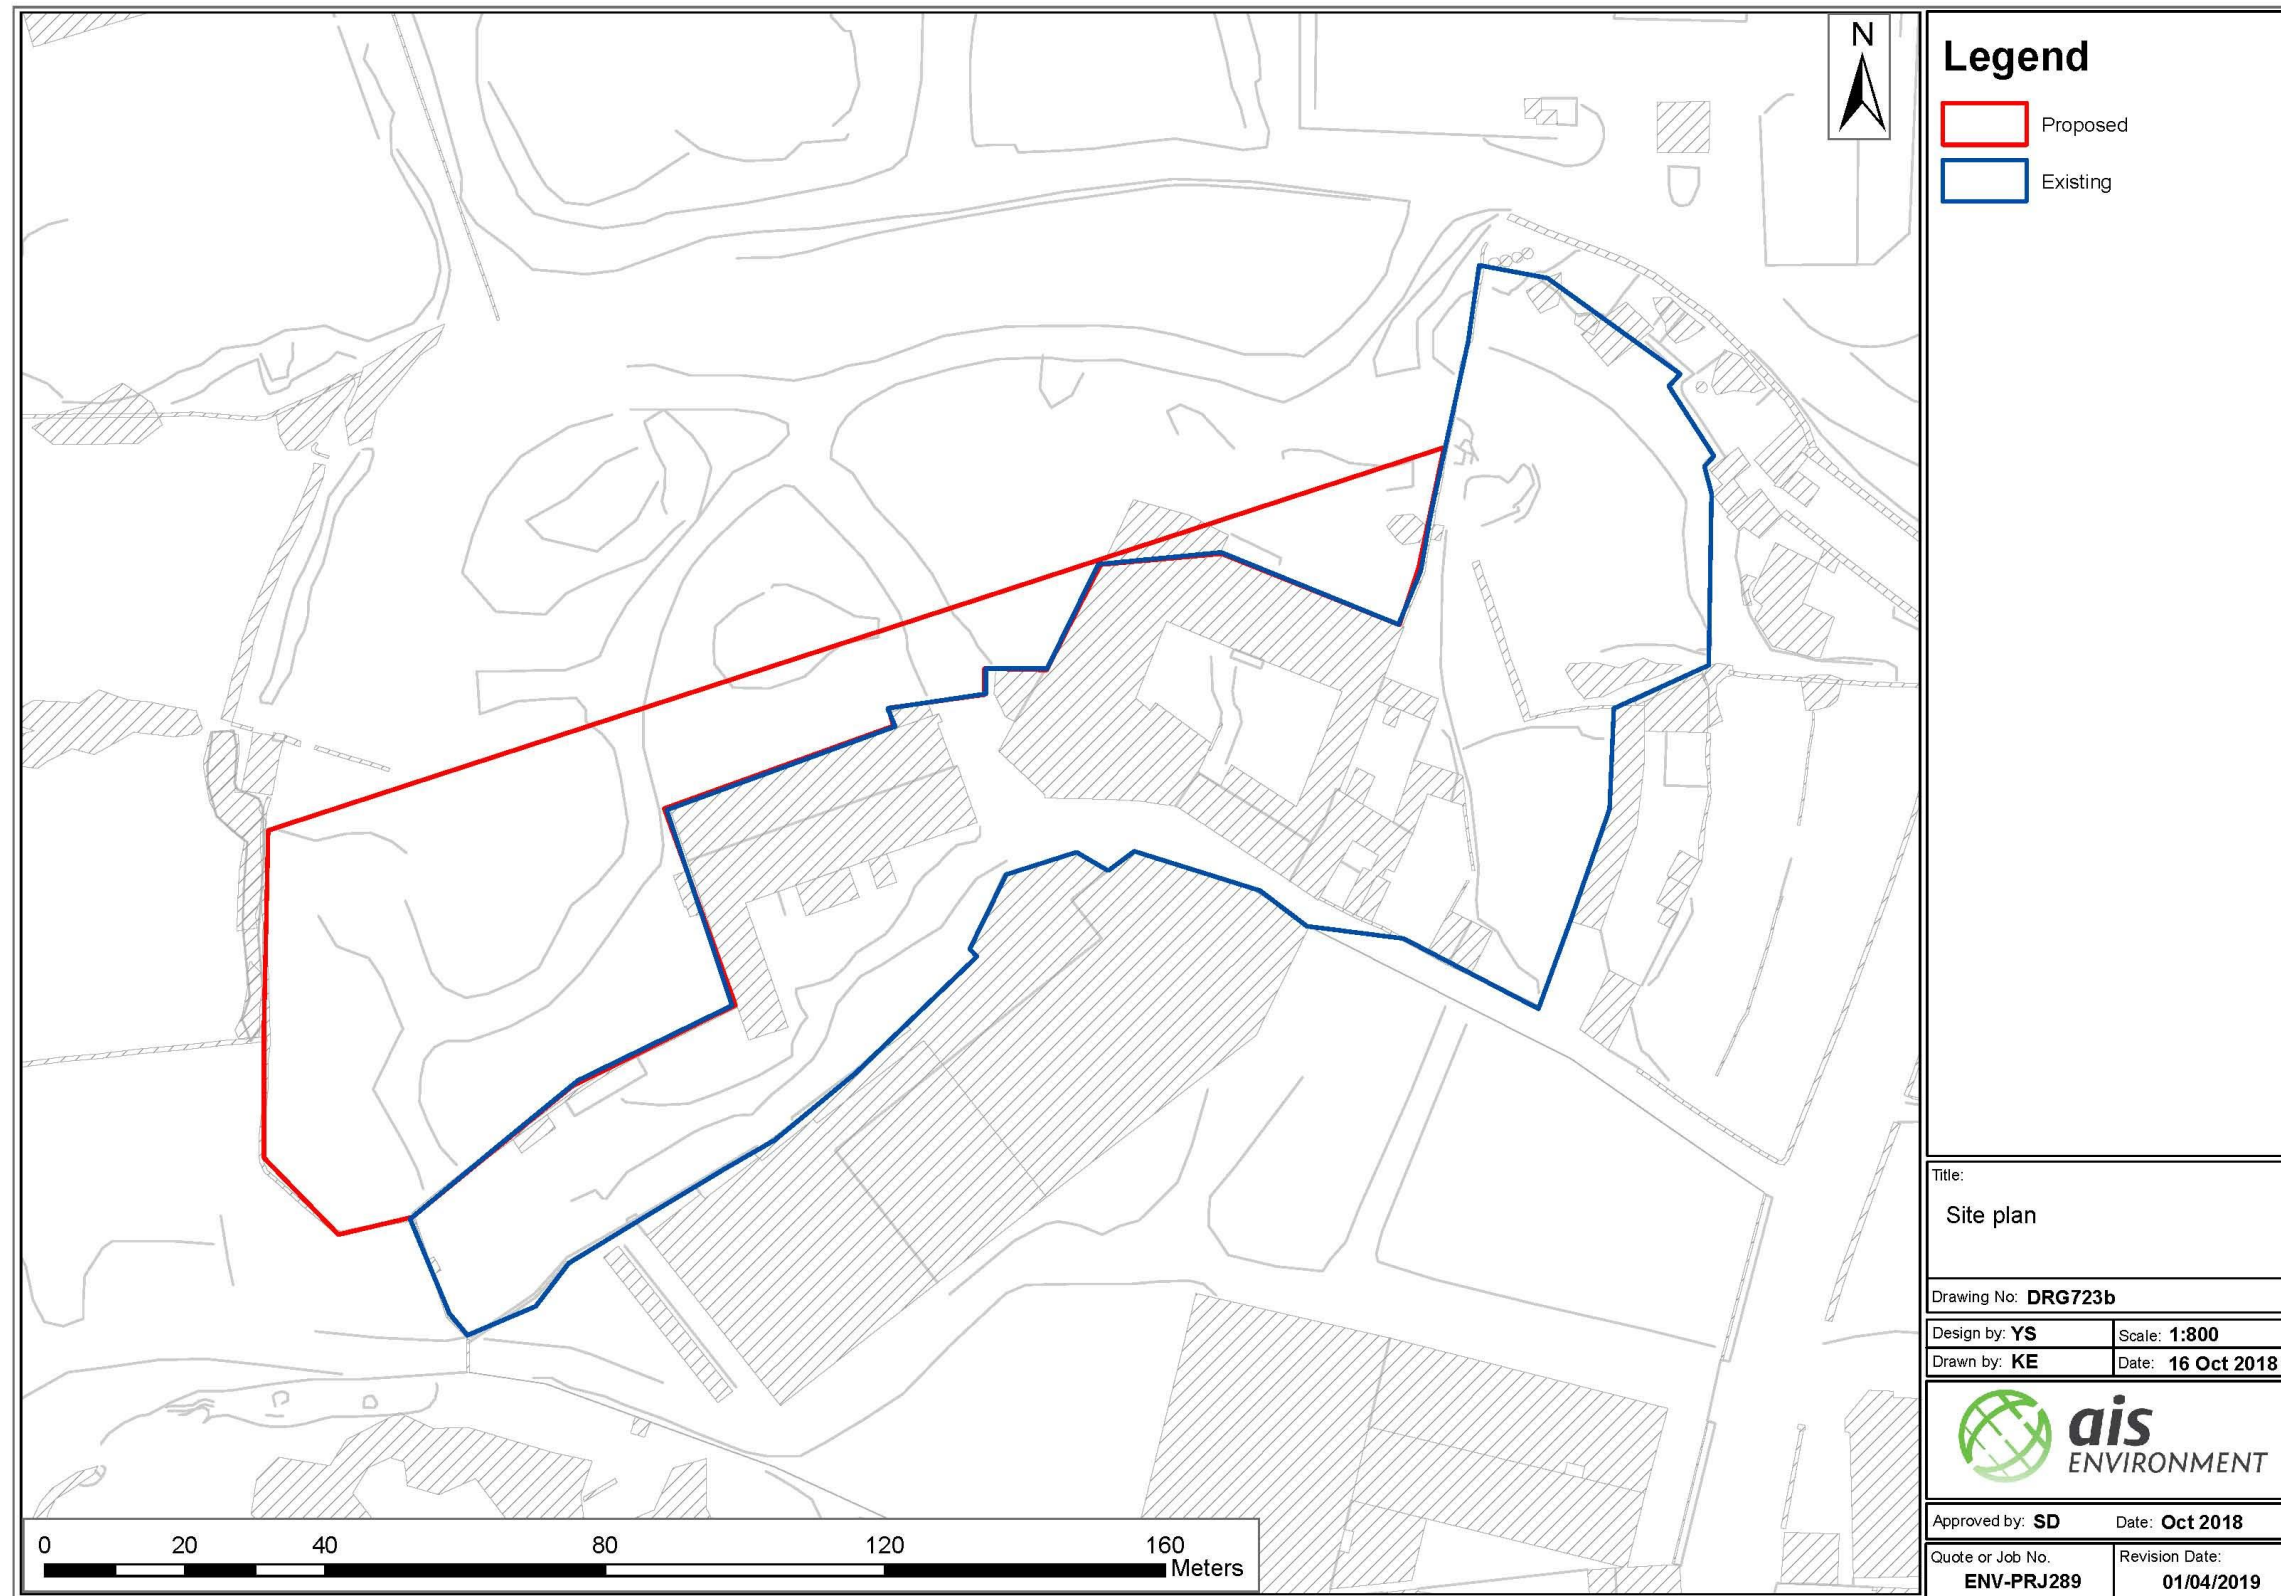 N
Legend
Proposed
Existing
Title:
Site plan
Drawing No: DRG723b
Design by: YS
Scale: 1:800
Drawn by: KE
Date: 16 Oct 2018
ais
ENVIRONMENT
Approved by: SD
Date: Oct 2018
Quote or Job No.
ENV-PRJ289
Revision Date:
01/04/2019
0 20 40 80 120 160
Meters